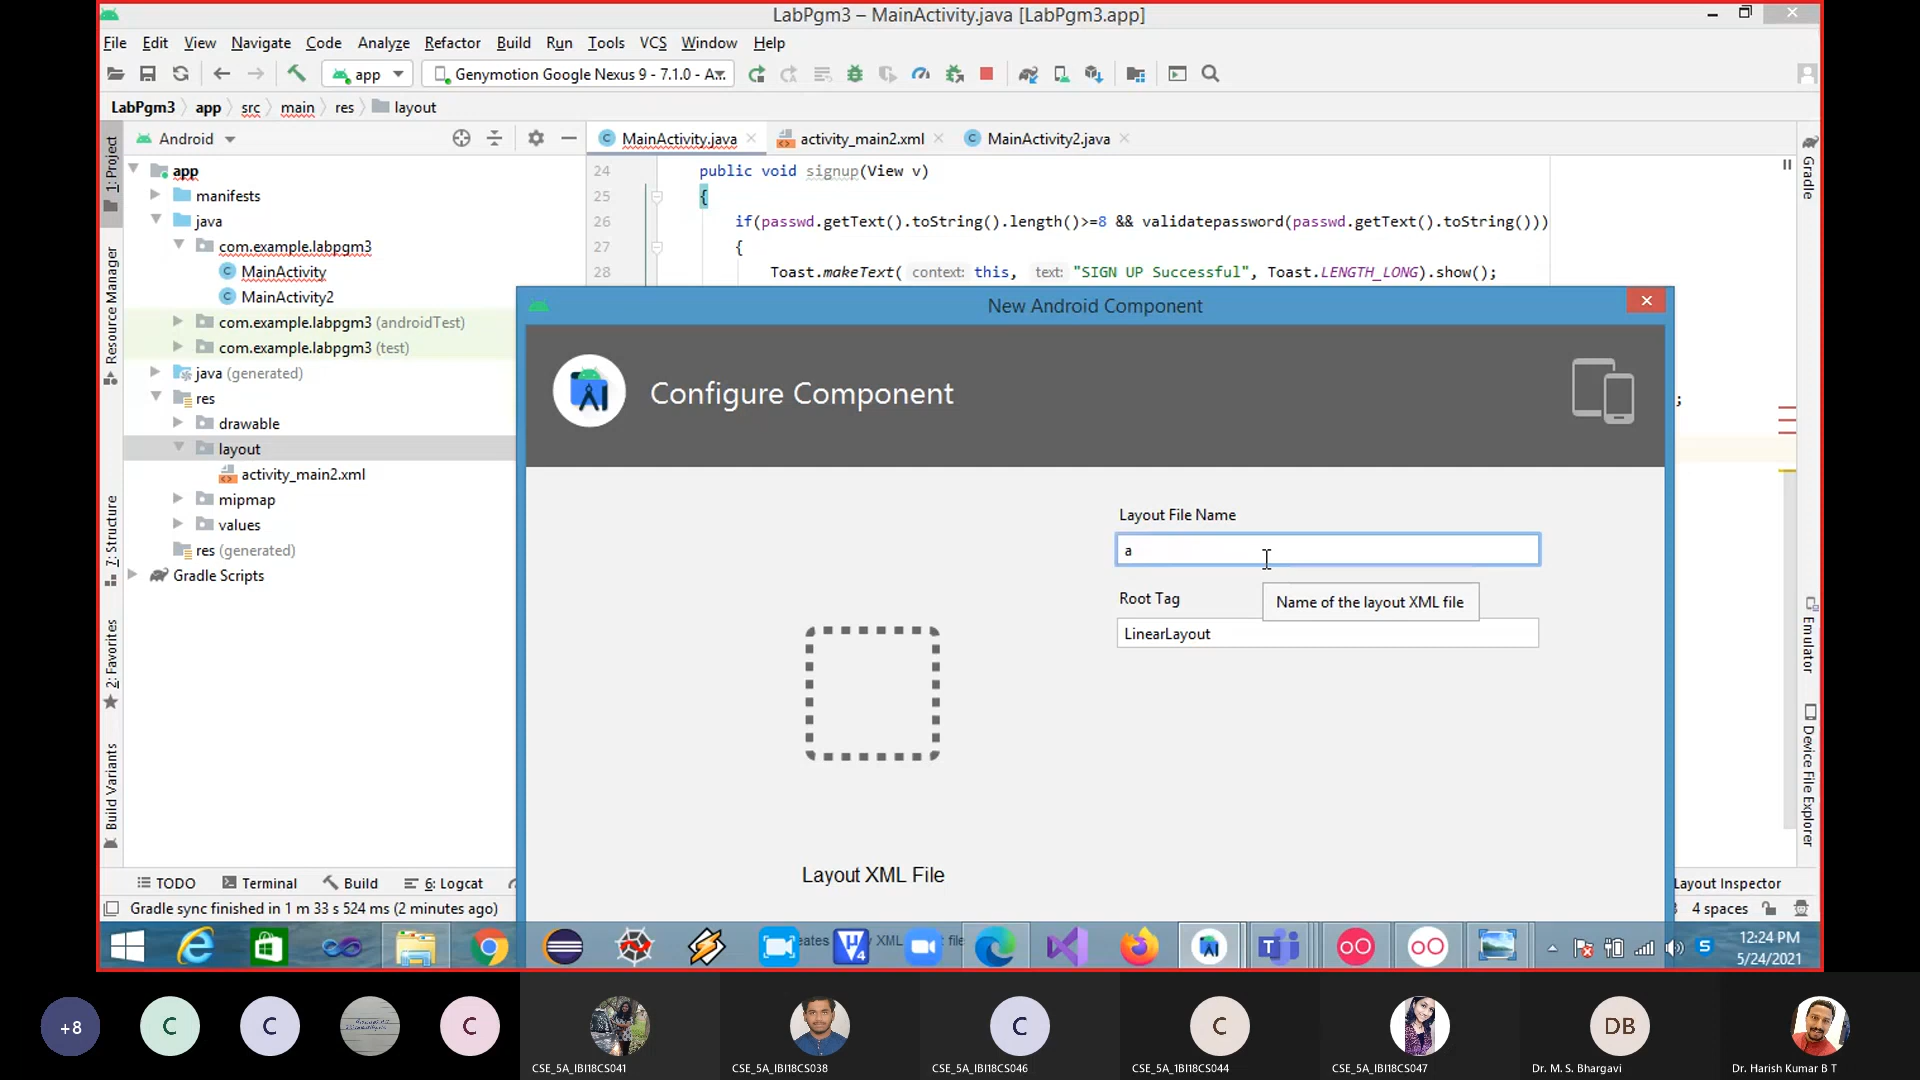 LabPgm3 – MainActivity.java [LabPgm3.app]
File Edit View Navigate Code Analyze Refactor Build Run Tools VCS Window Help
app Genymotion Google Nexus 9 - 7.1.0 - A...
LabPgm3 app src main res layout
Android MainActivity.java activity_main2.xml MainActivity2.java
1: Project
Resource Manager
7: Structure
2: Favorites
Build Variants
app
manifests
java
com.example.labpgm3
MainActivity
MainActivity2
com.example.labpgm3 (androidTest)
com.example.labpgm3 (test)
java (generated)
res
drawable
layout
activity_main2.xml
mipmap
values
res (generated)
Gradle Scripts
24 public void signup(View v)
25 {
26 if(passwd.getText().toString().length()>=8 && validatepassword(passwd.getText().toString()))
27 {
28 Toast.makeText( context: this, text: "SIGN UP Successful", Toast.LENGTH_LONG).show();
;
New Android Component
Configure Component
Layout File Name
a
Root Tag
Name of the layout XML file
LinearLayout
Layout XML File
Gradle
Emulator
Device File Explorer
TODO Terminal Build 6: Logcat Layout Inspector
Gradle sync finished in 1 m 33 s 524 ms (2 minutes ago) 4 spaces
12:24 PM
5/24/2021
+8 C C C C C DB
CSE_5A_IBI18CS041 CSE_5A_IBI18CS038 CSE_5A_IBI18CS046 CSE_5A_1BI18CS044 CSE_5A_IBI18CS047 Dr. M. S. Bhargavi Dr. Harish Kumar B T